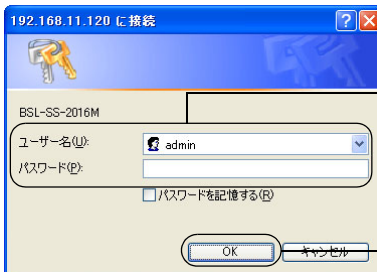 192.168.11.120 に接続
BSL-SS-2016M
ユーザー名(U):
admin
パスワード(P):
パスワードを記憶する(R)
OK
キャンセル